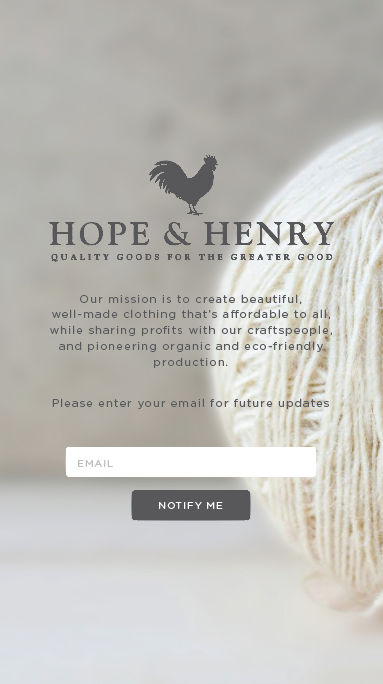 HOPE & HENRY
QUALITY GOODS FOR THE GREATER GOOD
Our mission is to create beautiful,
well-made clothing that's affordable to all,
while sharing profits with our craftspeople,
and pioneering organic and eco-friendly
production.
Please enter your email for future updates
EMAIL
NOTIFY ME